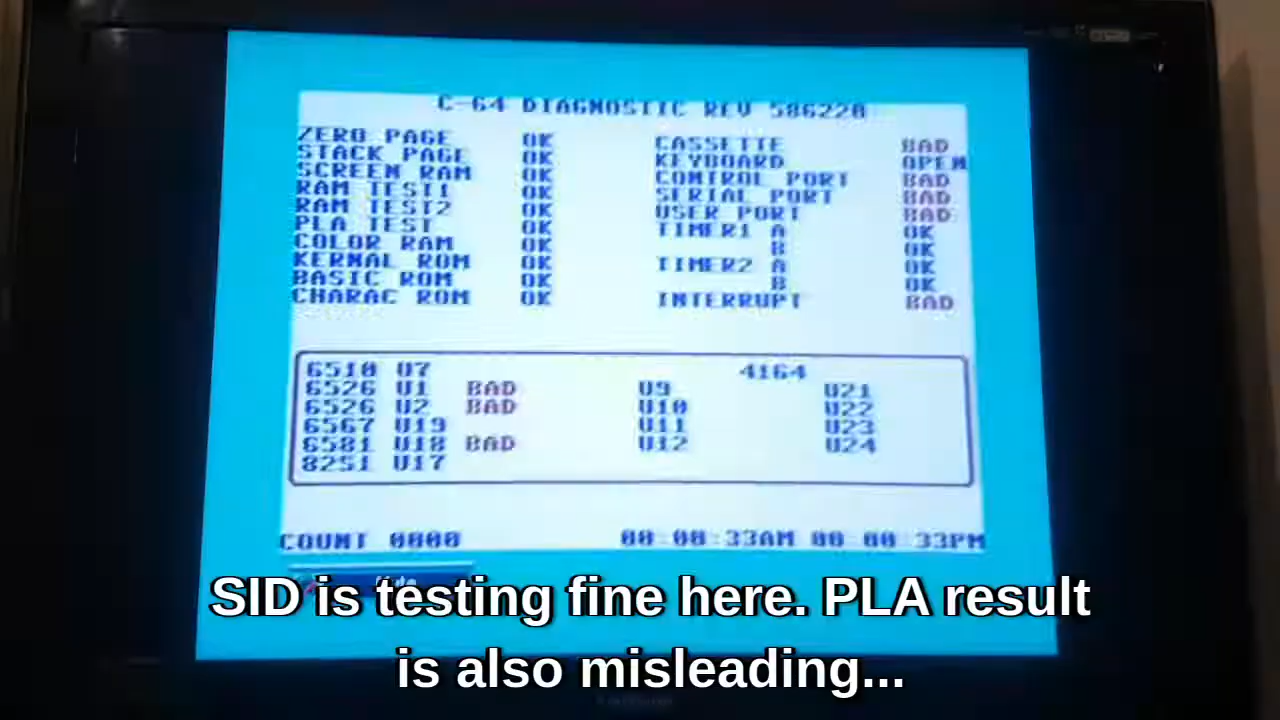 C-64 DIAGNOSTIC REV 586220
ZERO PAGE OK CASSETTE BAD
STACK PAGE OK KEYBOARD OPEN
SCREEN RAM OK CONTROL PORT BAD
RAM TEST1 OK SERIAL PORT BAD
RAM TEST2 OK USER PORT BAD
PLA TEST OK TIMER1 A OK
COLOR RAM OK B OK
KERNAL ROM OK TIMER2 A OK
BASIC ROM OK B OK
CHARAC ROM OK INTERRUPT BAD
6510 U7 4164
6526 U1 BAD U9 U21
6526 U2 BAD U10 U22
6567 U19 U11 U23
6581 U18 BAD U12 U24
8251 U17
COUNT 0000 00:00:33AM 00:00:33PM
SID is testing fine here. PLA result
is also misleading...